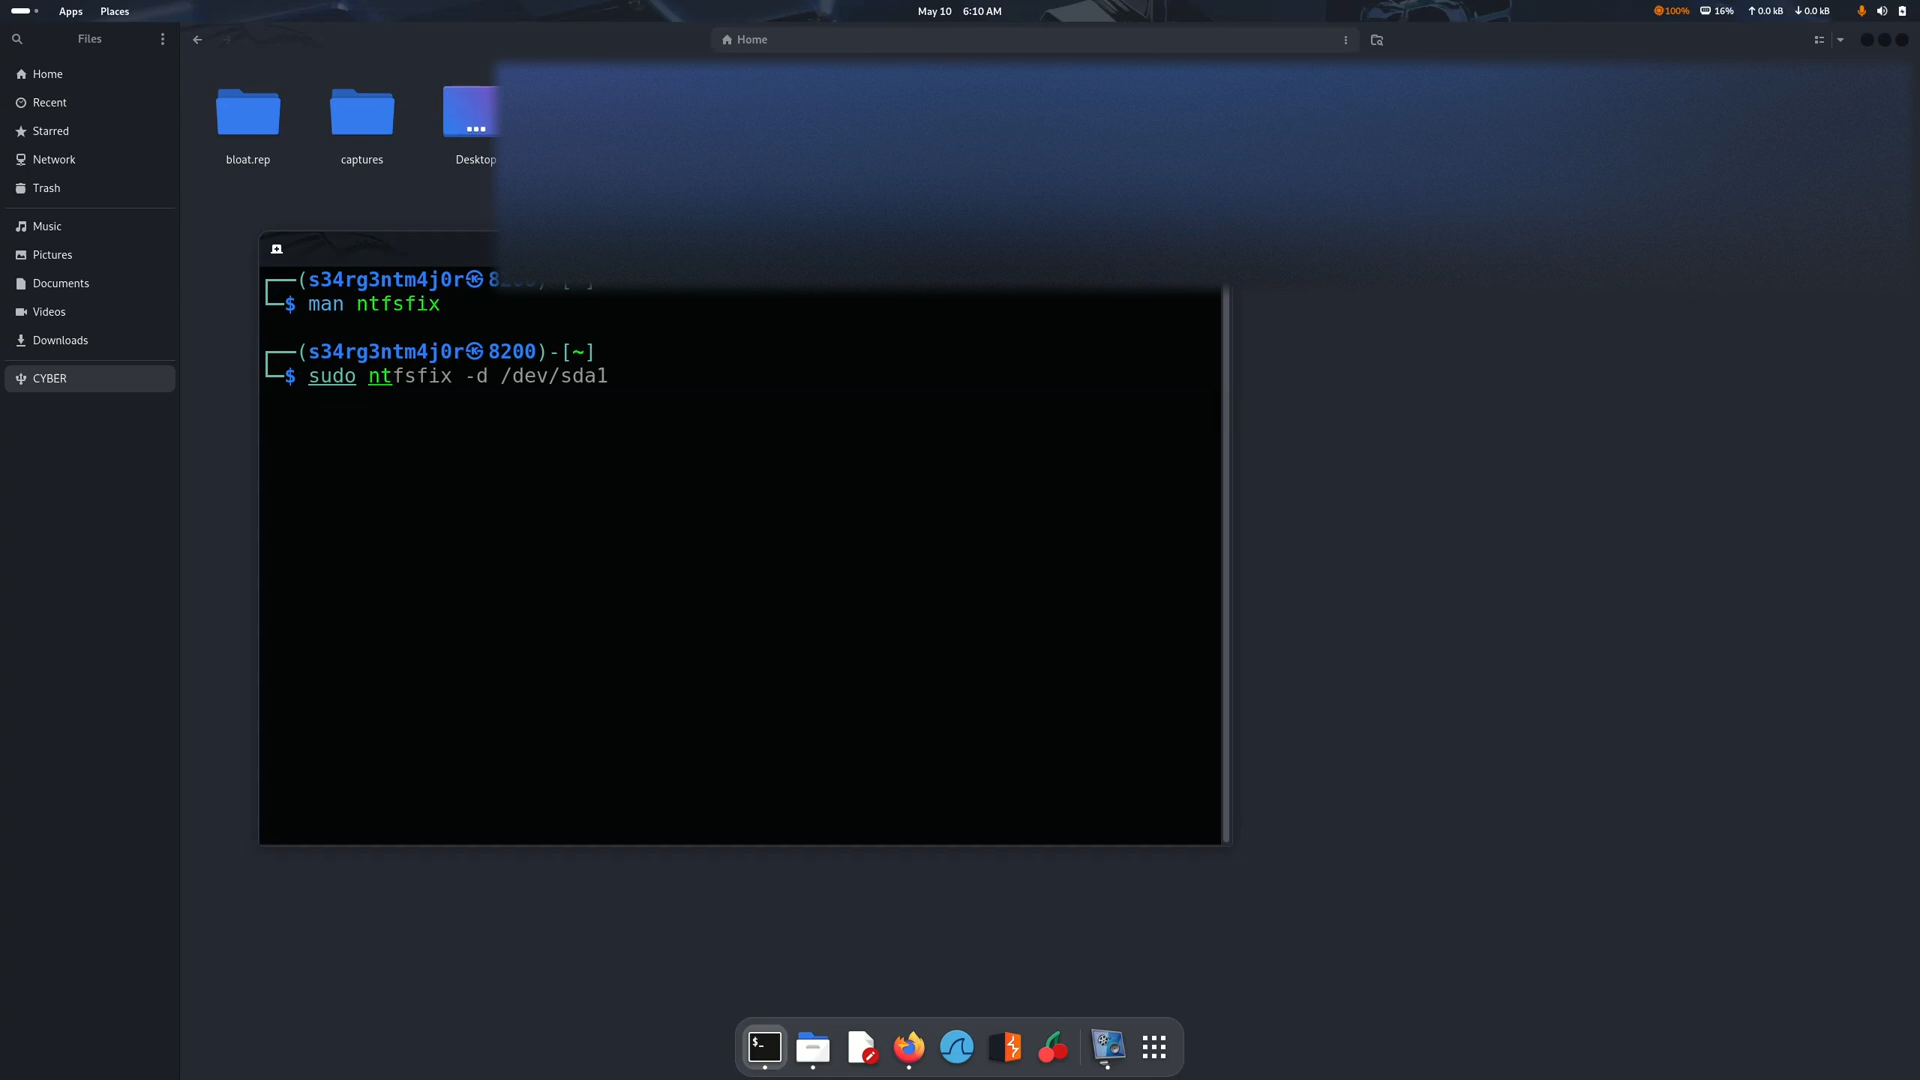 Apps Places May 10 6:10 AM 100% 16% 0.0 kB 0.0 kB
Files Home
Home
Recent
Starred
Network
Trash
Music
Pictures
Documents
Videos
Downloads
CYBER
bloat.rep captures Desktop
(s34rg3ntm4j0r 8200)-[~]
$ man ntfsfix
(s34rg3ntm4j0r 8200)-[~]
$ sudo ntfsfix -d /dev/sda1
$_